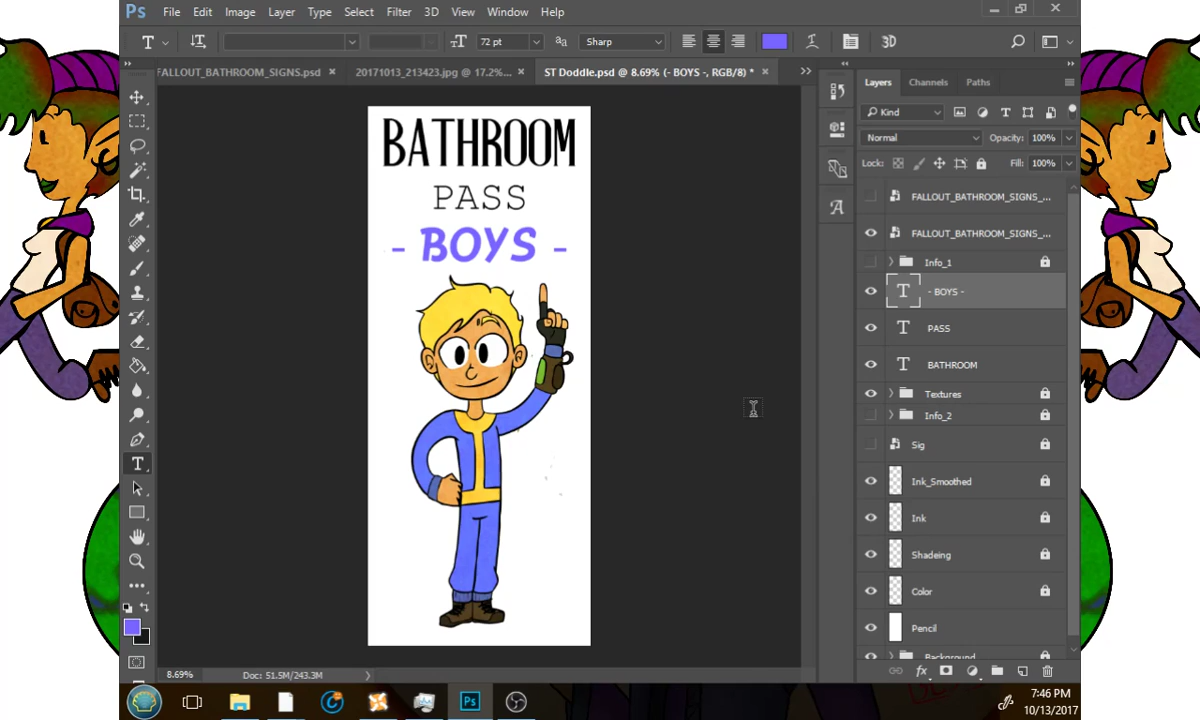 Ps File Edit Image Layer Type Select Filter 3D View Window Help
72 pt Sharp 3D
FALLOUT_BATHROOM_SIGNS.psd × 20171013_213423.jpg @ 17.2%... × ST Doddle.psd @ 8.69% (- BOYS -, RGB/8) * ×
Layers Channels Paths
Kind
Normal Opacity: 100%
Lock: Fill: 100%
FALLOUT_BATHROOM_SIGNS_...
FALLOUT_BATHROOM_SIGNS_...
Info_1
- BOYS -
PASS
BATHROOM
Textures
Info_2
Sig
Ink_Smoothed
Ink
Shadeing
Color
Pencil
Background
BATHROOM
PASS
- BOYS -
8.69% Doc: 51.5M/243.3M
Ps
7:46 PM
10/13/2017